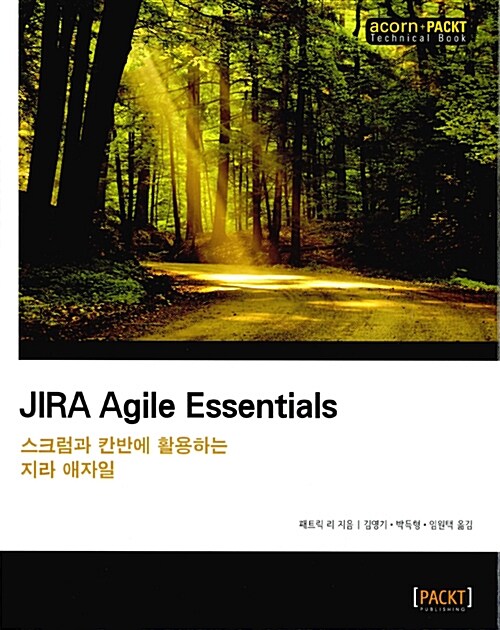 acorn+PACKT
Technical Book
JIRA Agile Essentials
스크럼과 칸반에 활용하는
지라 애자일
패트릭 리 지음 | 김영기 · 박득형 · 임원택 옮김
[PACKT]
PUBLISHING